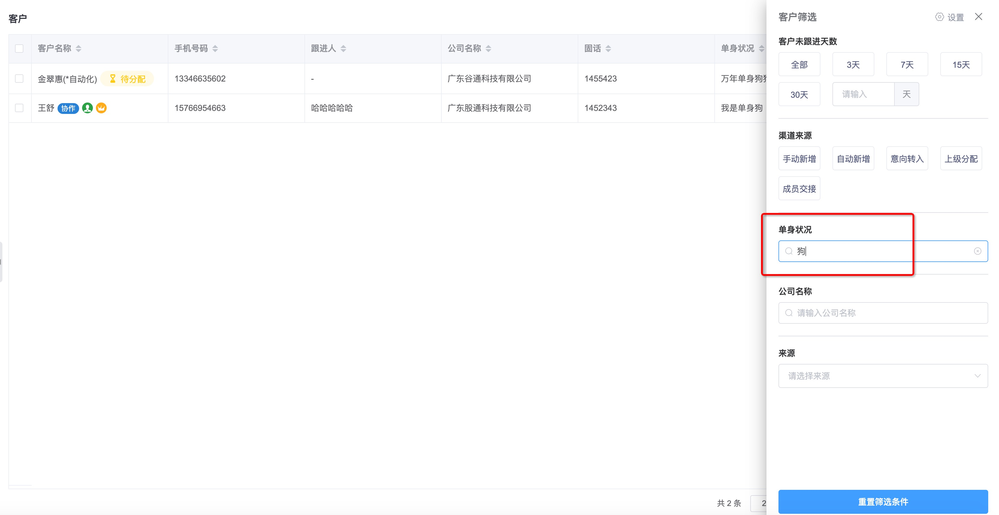 客户
客户名称 手机号码 跟进人 公司名称 固话 单身状况
金翠惠(*自动化) 待分配 13346635602 - 广东谷通科技有限公司 1455423 万年单身狗
王舒 协作 15766954663 哈哈哈哈哈 广东股通科技有限公司 1452343 我是单身狗
共 2 条 2
客户筛选 设置
客户未跟进天数
全部 3天 7天 15天
30天 请输入 天
渠道来源
手动新增 自动新增 意向转入 上级分配
成员交接
单身状况
狗
公司名称
请输入公司名称
来源
请选择来源
重置筛选条件